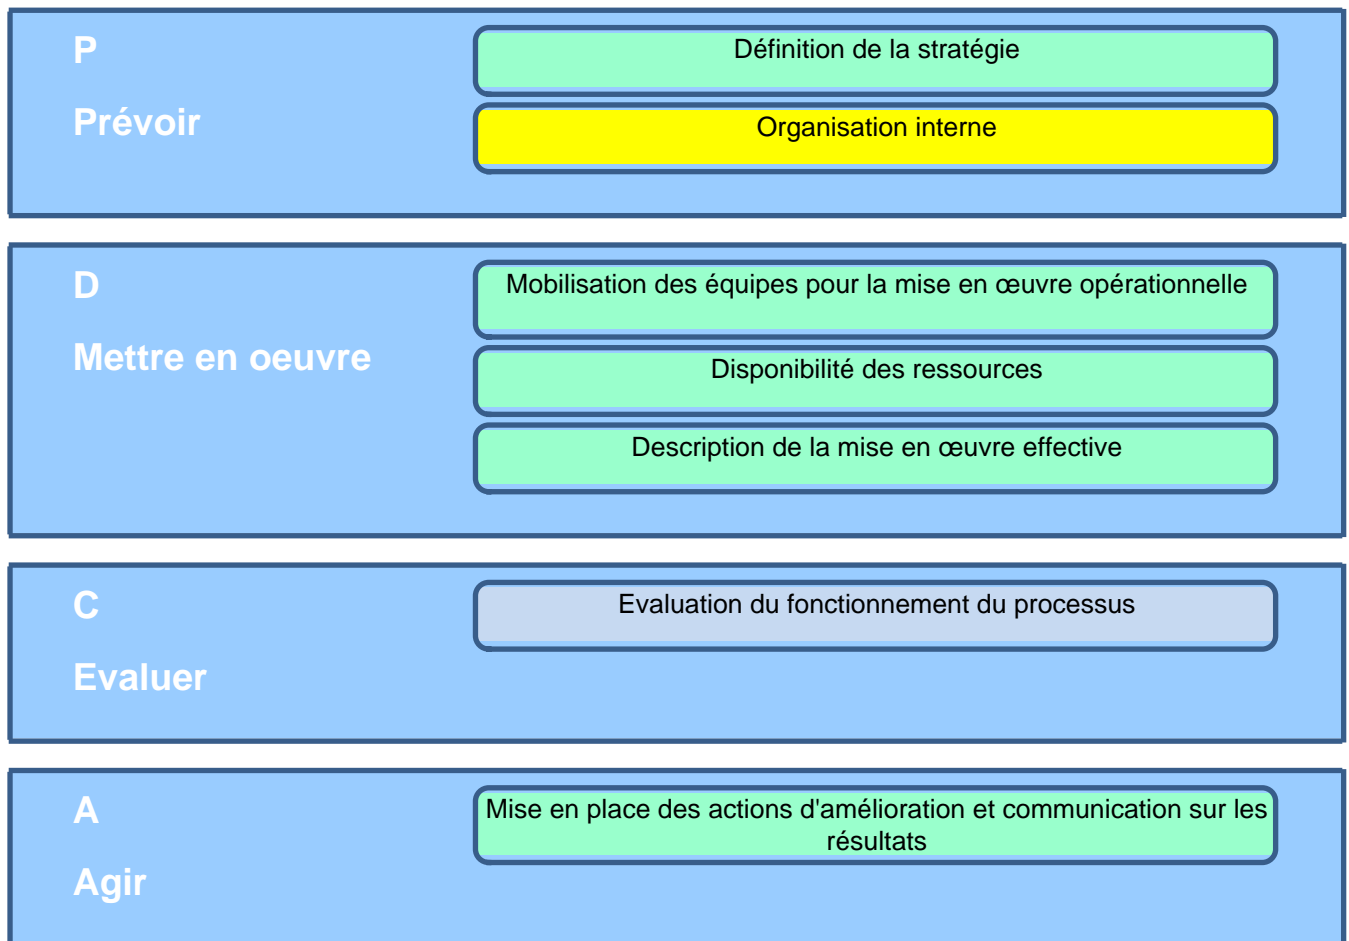 P
Prévoir
Définition de la stratégie
Organisation interne
D
Mettre en oeuvre
Mobilisation des équipes pour la mise en œuvre opérationnelle
Disponibilité des ressources
Description de la mise en œuvre effective
C
Evaluer
Evaluation du fonctionnement du processus
A
Agir
Mise en place des actions d'amélioration et communication sur les
résultats